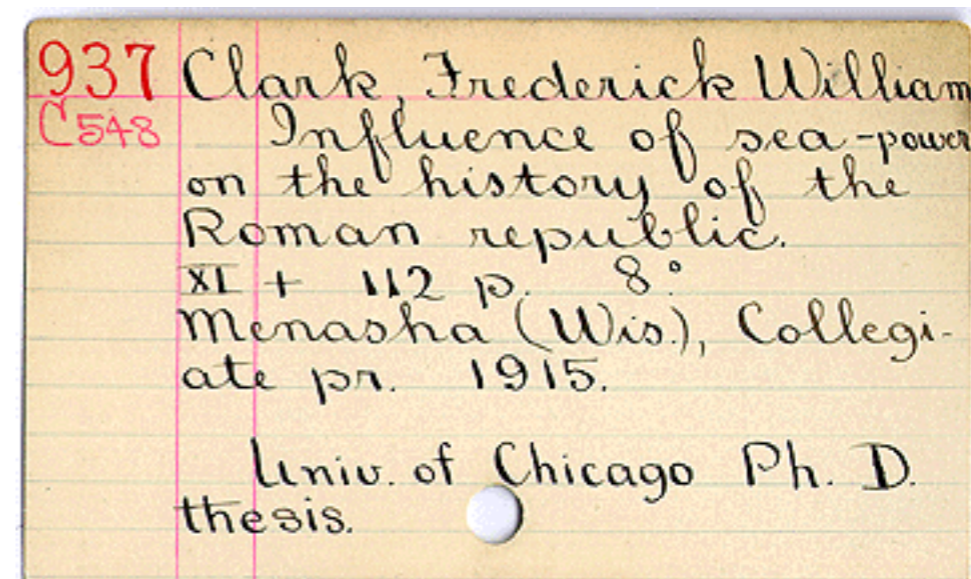 937 Clark, Frederick William
C548 Influence of sea-power
on the history of the
Roman republic.
XI + 112 p. 8°
Menasha (Wis.), Collegi-
ate pr. 1915.
Univ. of Chicago Ph. D.
thesis.